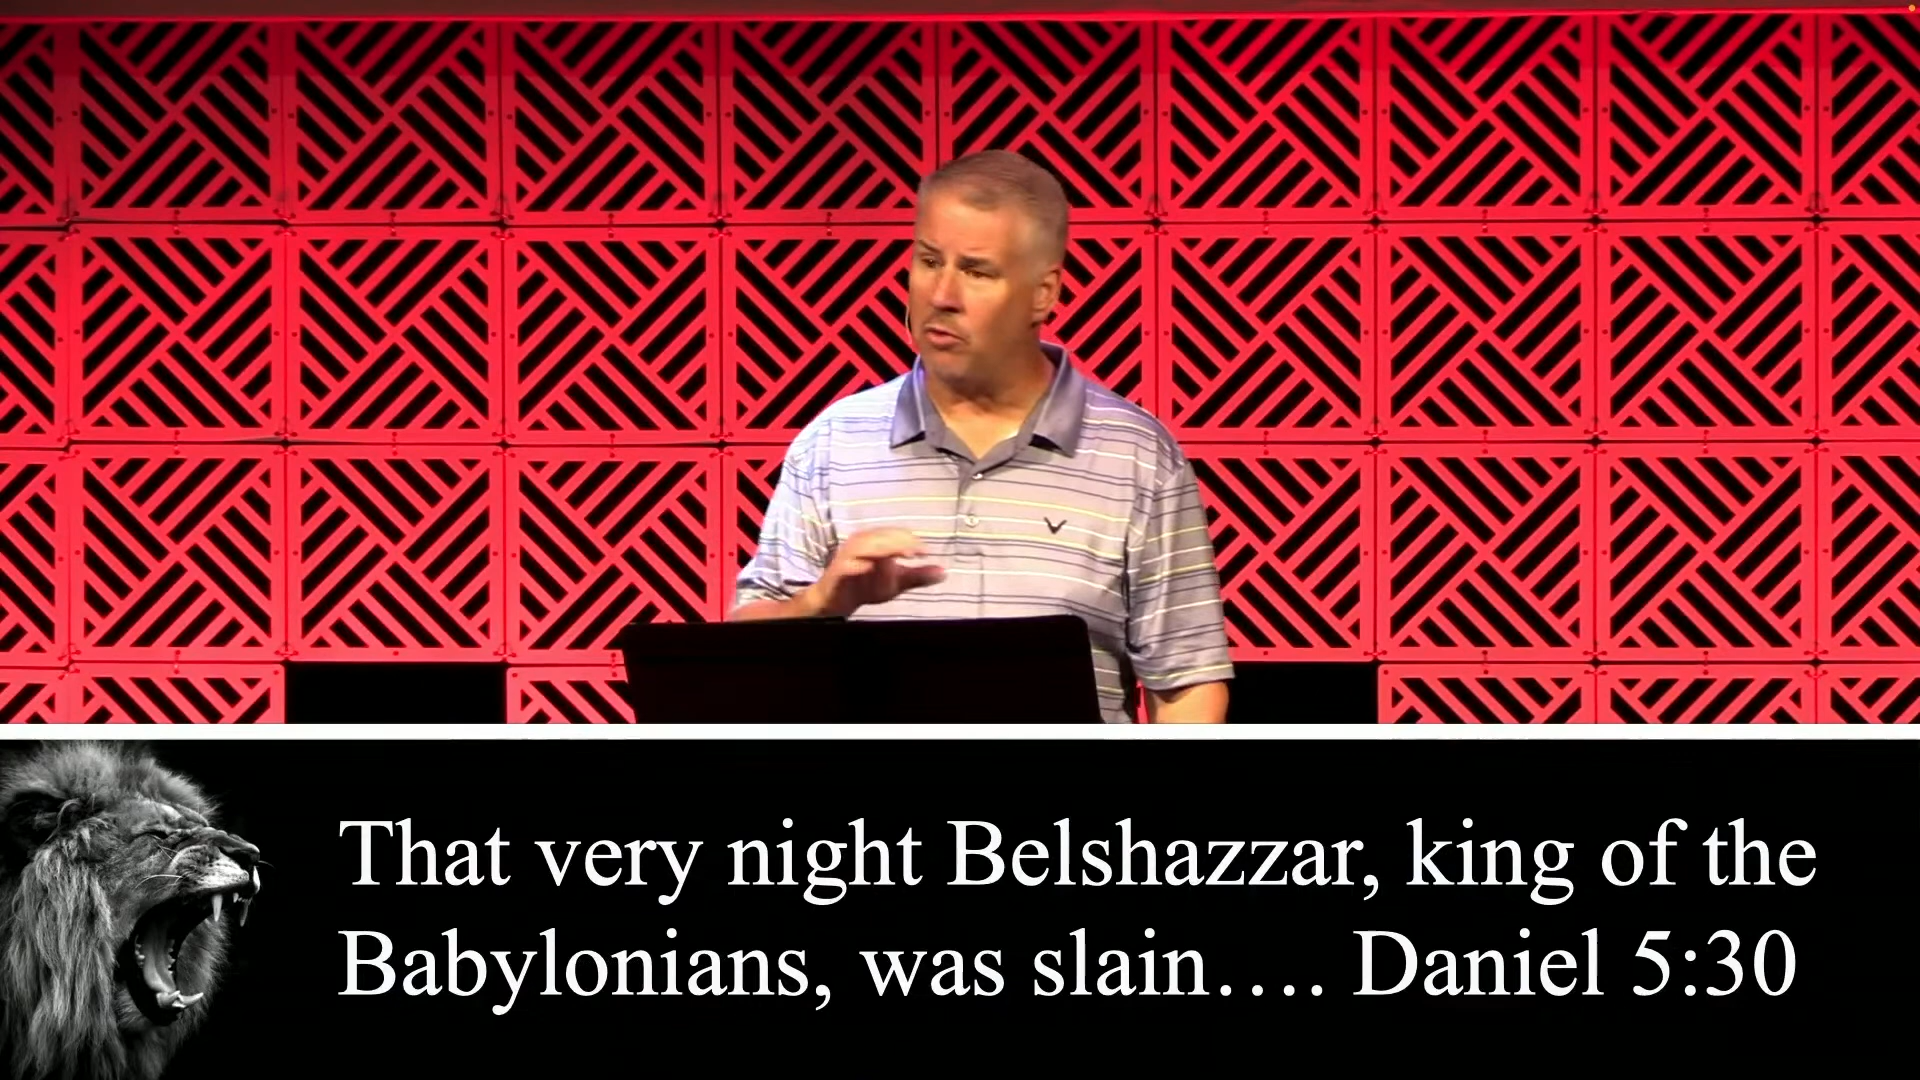 That very night Belshazzar, king of the
Babylonians, was slain…. Daniel 5:30